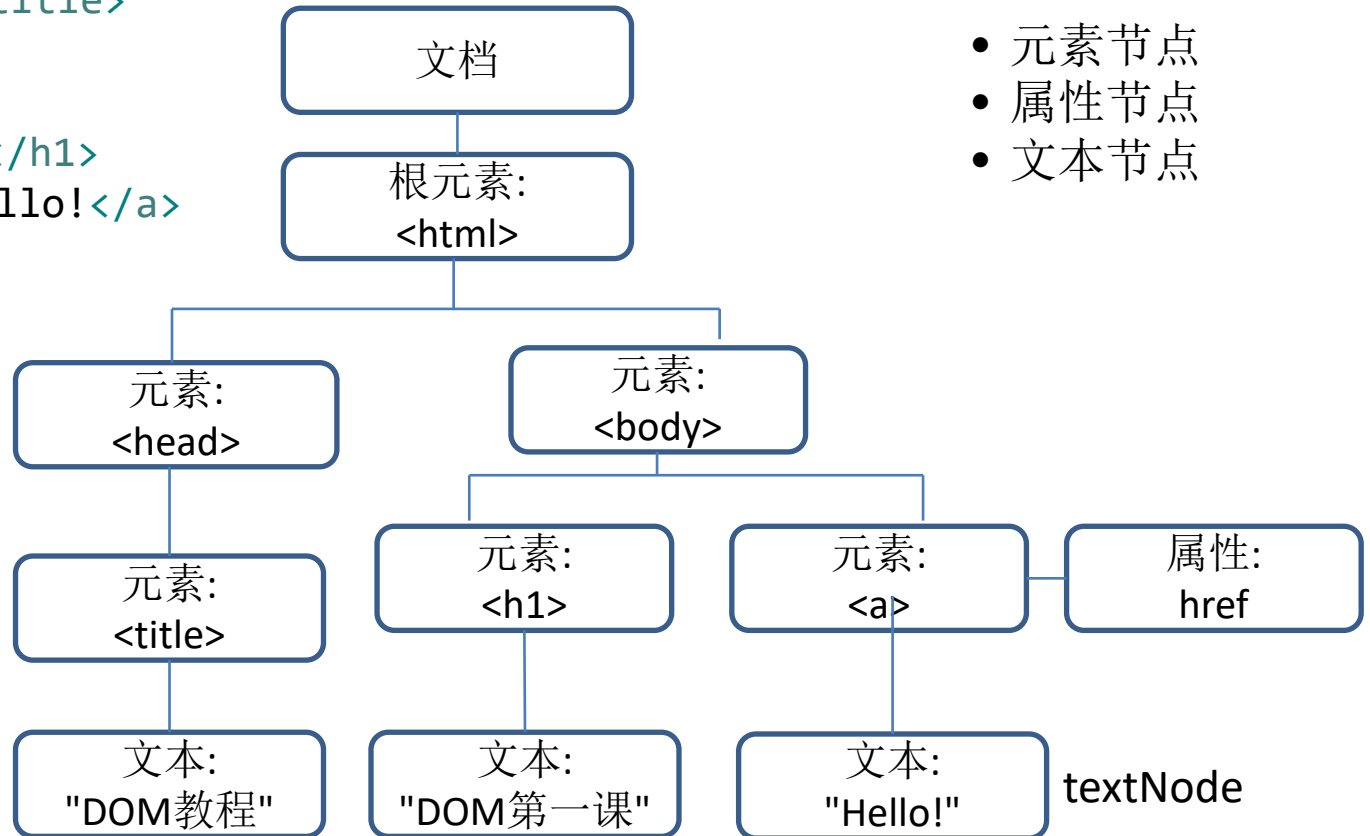 title>
</h1>
llo!</a>
文档
• 元素节点
• 属性节点
• 文本节点
根元素:
<html>
元素:
<head>
元素:
<body>
元素:
<title>
元素:
<h1>
元素:
<a>
属性:
href
文本:
"DOM教程"
文本:
"DOM第一课"
文本:
"Hello!"
textNode